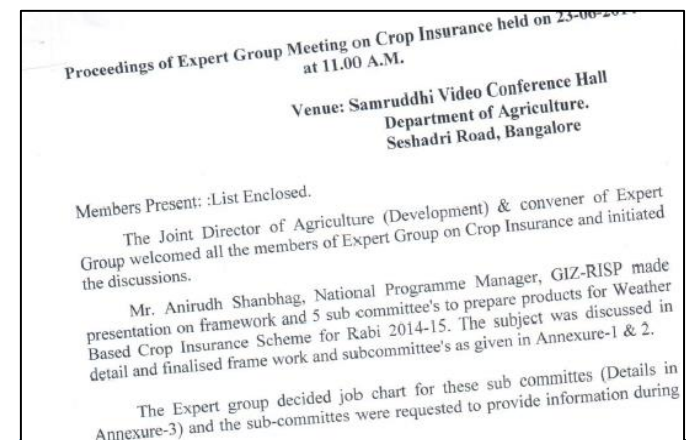 Proceedings of Expert Group Meeting on Crop Insurance held on
at 11.00 A.M.
Venue: Samruddhi Video Conference Hall
Department of Agriculture.
Seshadri Road, Bangalore
Members Present: :List Enclosed.
The Joint Director of Agriculture (Development) & convener of Expert
Group welcomed all the members of Expert Group on Crop Insurance and initiated
the discussions.
Mr. Anirudh Shanbhag, National Programme Manager, GIZ-RISP made
presentation on framework and 5 sub committee's to prepare products for Weather
Based Crop Insurance Scheme for Rabi 2014-15. The subject was discussed in
detail and finalised frame work and subcommittee's as given in Annexure-1 & 2.
The Expert group decided job chart for these sub committes (Details in
Annexure-3) and the sub-committes were requested to provide information during